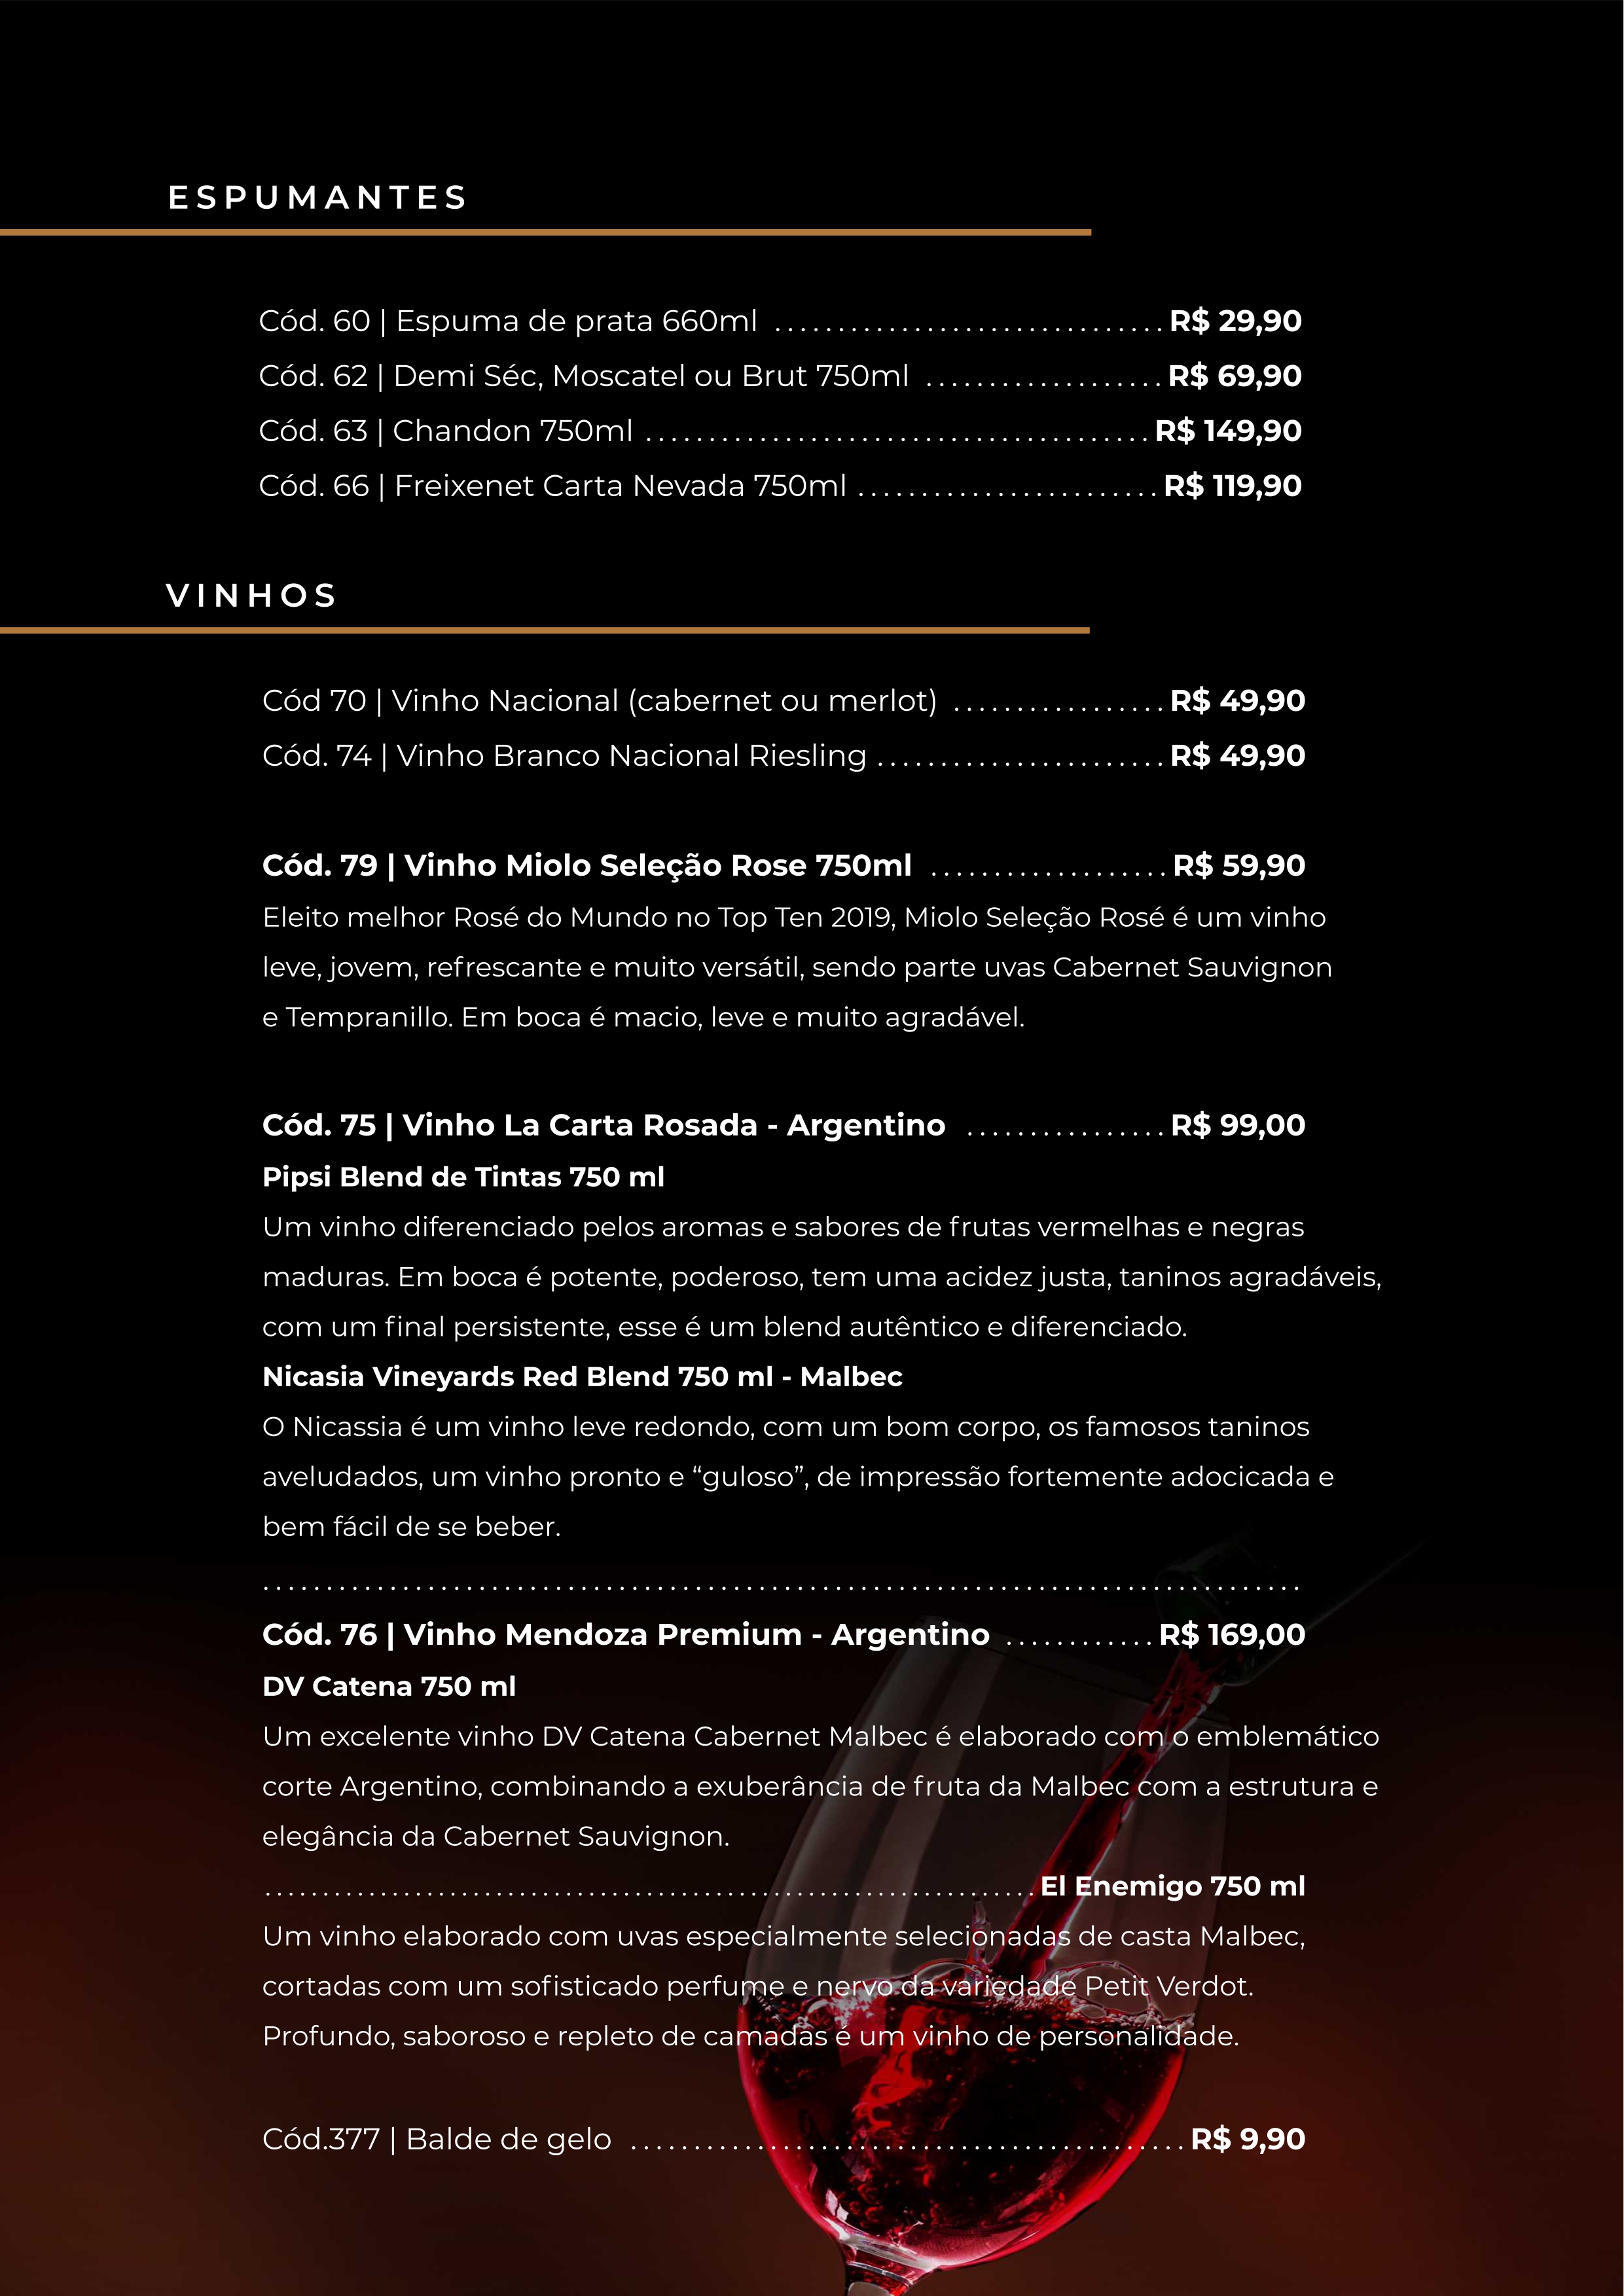 ESPUMANTES
Cód. 60 | Espuma de prata 660ml ............................... R$ 29,90
Cód. 62 | Demi Séc, Moscatel ou Brut 750ml ................... R$ 69,90
Cód. 63 | Chandon 750ml ........................................ R$ 149,90
Cód. 66 | Freixenet Carta Nevada 750ml ........................ R$ 119,90
VINHOS
Cód 70 | Vinho Nacional (cabernet ou merlot) ................. R$ 49,90
Cód. 74 | Vinho Branco Nacional Riesling ....................... R$ 49,90
Cód. 79 | Vinho Miolo Seleção Rose 750ml ................... R$ 59,90
Eleito melhor Rosé do Mundo no Top Ten 2019, Miolo Seleção Rosé é um vinho
leve, jovem, refrescante e muito versátil, sendo parte uvas Cabernet Sauvignon
e Tempranillo. Em boca é macio, leve e muito agradável.
Cód. 75 | Vinho La Carta Rosada - Argentino ................ R$ 99,00
Pipsi Blend de Tintas 750 ml
Um vinho diferenciado pelos aromas e sabores de frutas vermelhas e negras
maduras. Em boca é potente, poderoso, tem uma acidez justa, taninos agradáveis,
com um final persistente, esse é um blend autêntico e diferenciado.
Nicasia Vineyards Red Blend 750 ml - Malbec
O Nicassia é um vinho leve redondo, com um bom corpo, os famosos taninos
aveludados, um vinho pronto e “guloso”, de impressão fortemente adocicada e
bem fácil de se beber.
..................................................................................
Cód. 76 | Vinho Mendoza Premium - Argentino ............ R$ 169,00
DV Catena 750 ml
Um excelente vinho DV Catena Cabernet Malbec é elaborado com o emblemático
corte Argentino, combinando a exuberância de fruta da Malbec com a estrutura e
elegância da Cabernet Sauvignon.
............................................................. El Enemigo 750 ml
Um vinho elaborado com uvas especialmente selecionadas de casta Malbec,
cortadas com um sofisticado perfume e nervo da variedade Petit Verdot.
Profundo, saboroso e repleto de camadas é um vinho de personalidade.
Cód.377 | Balde de gelo ............................................ R$ 9,90